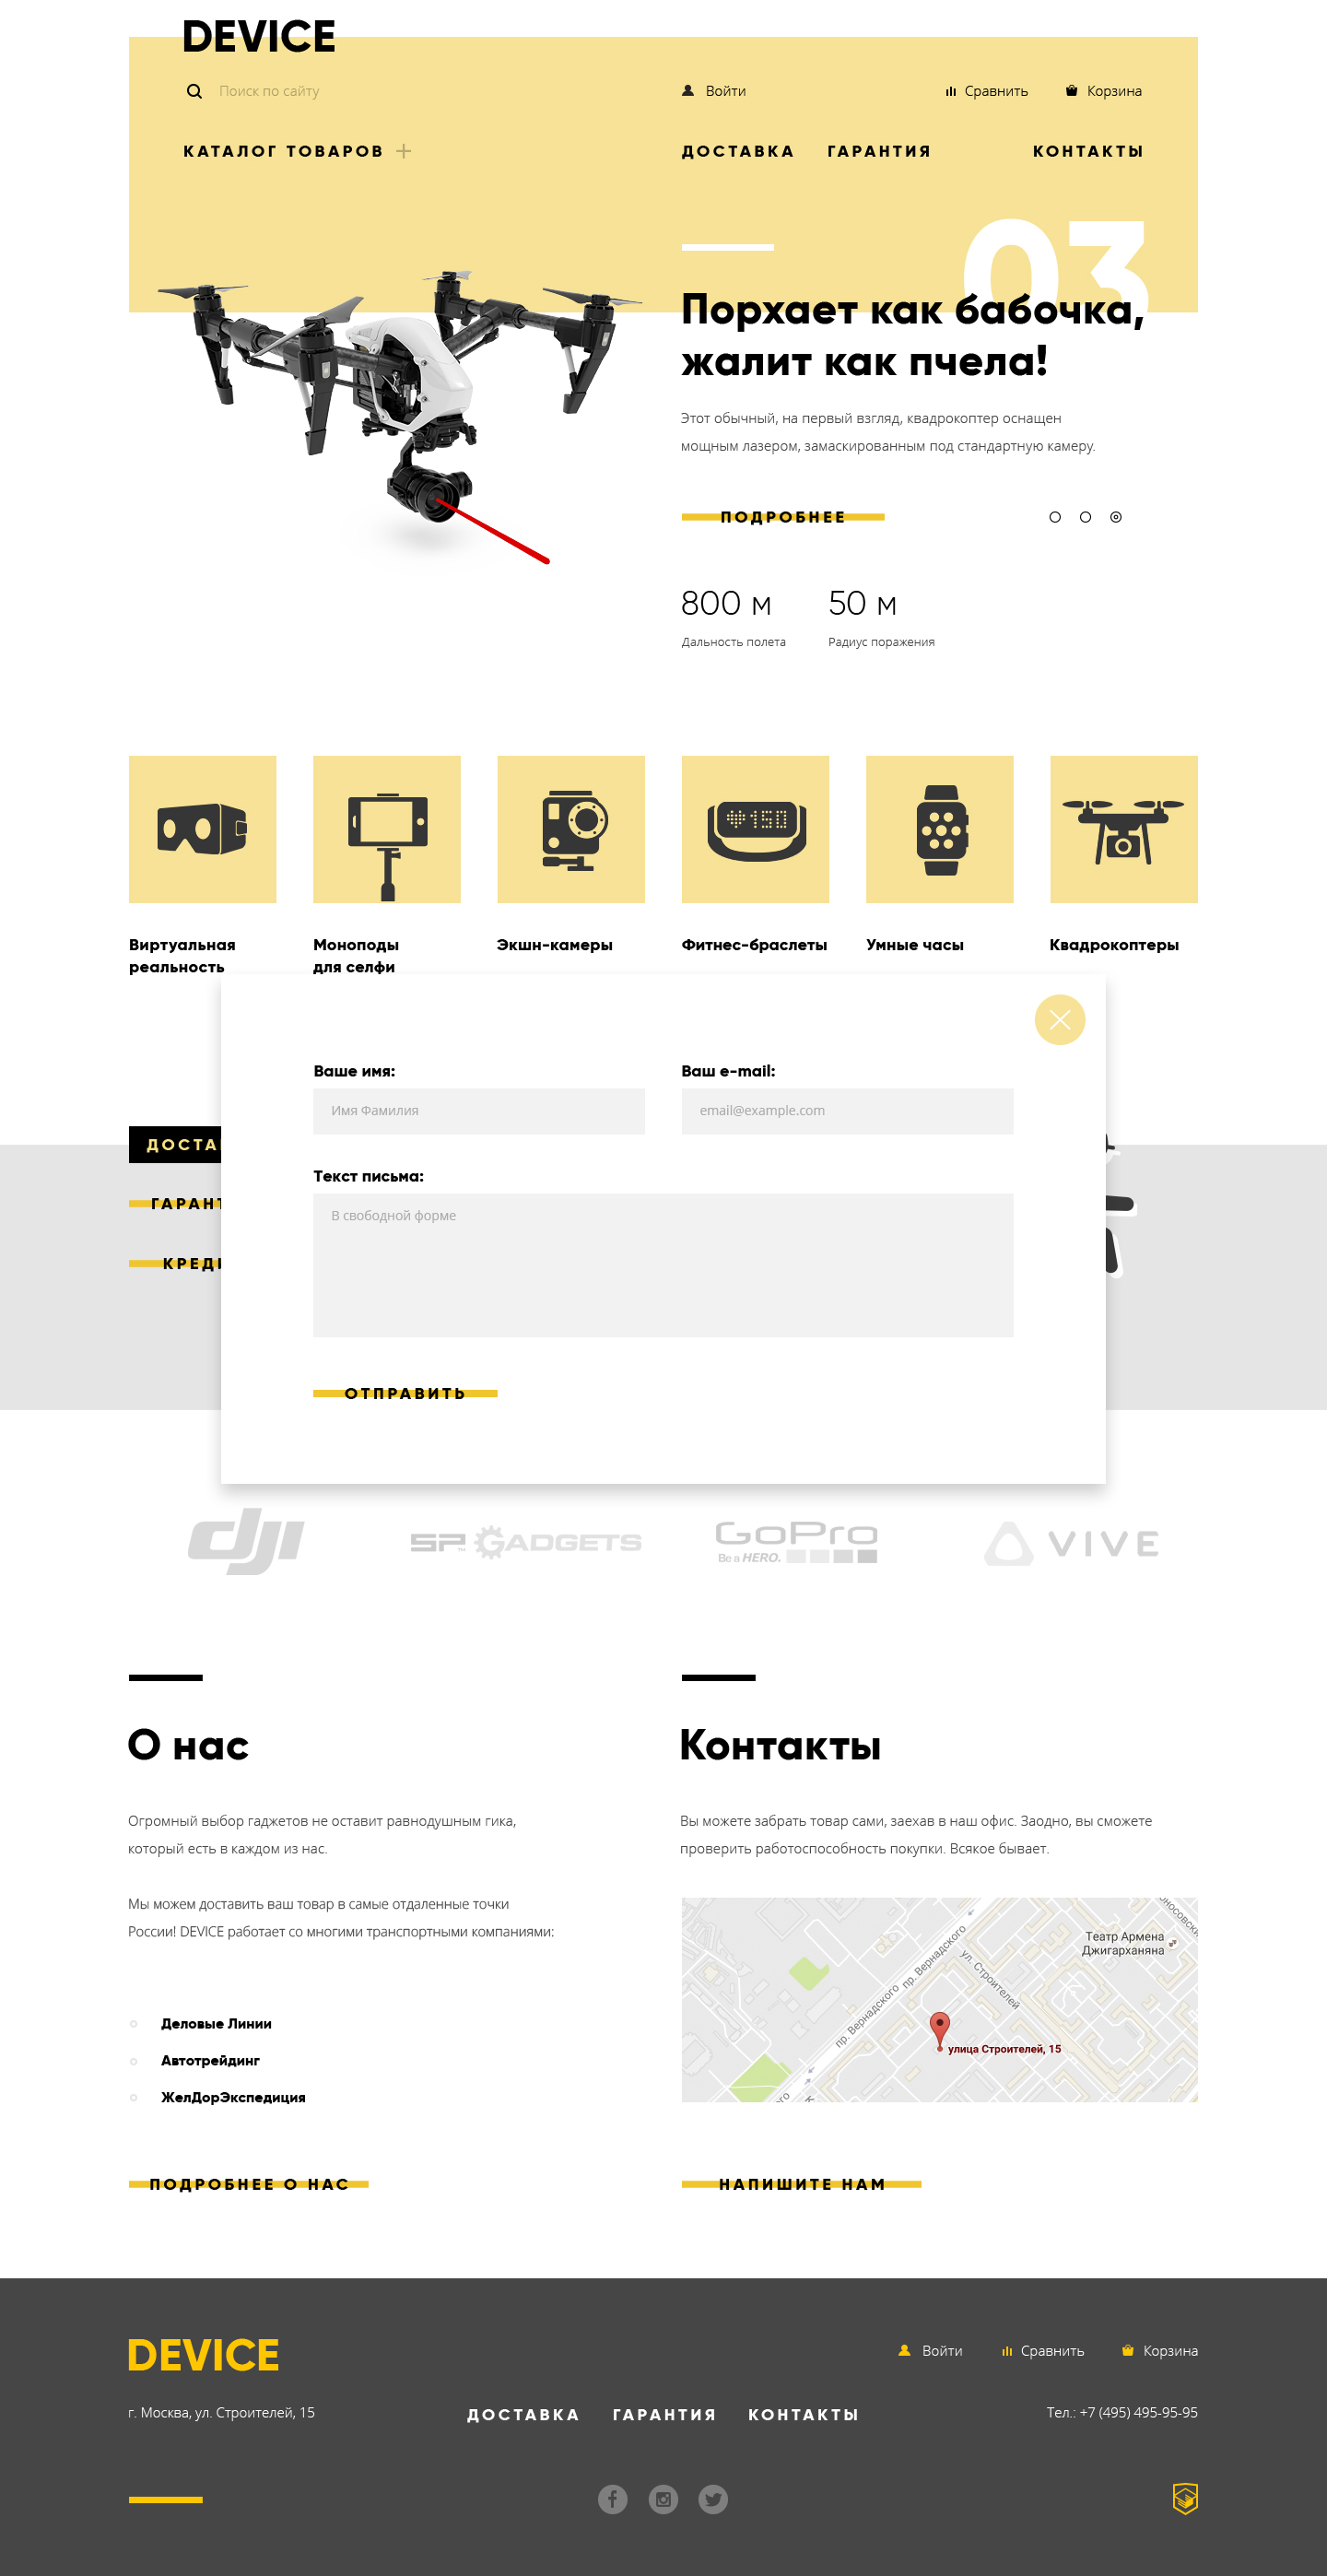 DEVICE
Поиск по сайту
Войти
Сравнить
Корзина
КАТАЛОГ ТОВАРОВ +
ДОСТАВКА
ГАРАНТИЯ
КОНТАКТЫ
03
Порхает как бабочка,
жалит как пчела!
Этот обычный, на первый взгляд, квадрокоптер оснащен
мощным лазером, замаскированным под стандартную камеру.
ПОДРОБНЕЕ
800 м
50 м
Дальность полета
Радиус поражения
150
Виртуальная
реальность
Моноподы
для селфи
Экшн-камеры
Фитнес-браслеты
Умные часы
Квадрокоптеры
Ваше имя:
Ваш e-mail:
Имя Фамилия
email@example.com
Текст письма:
В свободной форме
ОТПРАВИТЬ
ДОСТА
ГАРАН
КРЕДИ
dji
SP GADGETS
GoPro
Be a HERO.
VIVE
О нас
Контакты
Огромный выбор гаджетов не оставит равнодушным гика,
который есть в каждом из нас.
Вы можете забрать товар сами, заехав в наш офис. Заодно, вы сможете
проверить работоспособность покупки. Всякое бывает.
Мы можем доставить ваш товар в самые отдаленные точки
России! DEVICE работает со многими транспортными компаниями:
Театр Армена
Джигарханяна
пр. Вернадского
ул. Строителей
пр. Вернадского
улица Строителей, 15
Деловые Линии
Автотрейдинг
ЖелДорЭкспедиция
ПОДРОБНЕЕ О НАС
НАПИШИТЕ НАМ
DEVICE
Войти
Сравнить
Корзина
г. Москва, ул. Строителей, 15
ДОСТАВКА
ГАРАНТИЯ
КОНТАКТЫ
Тел.: +7 (495) 495-95-95